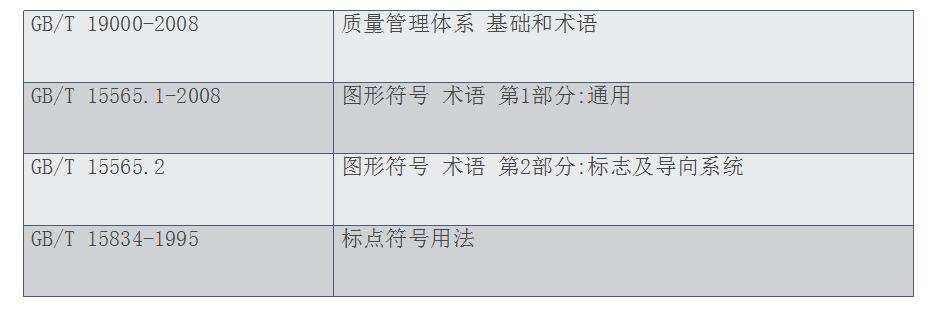 GB/T 19000-2008 质量管理体系 基础和术语
GB/T 15565.1-2008 图形符号 术语 第1部分:通用
GB/T 15565.2 图形符号 术语 第2部分:标志及导向系统
GB/T 15834-1995 标点符号用法